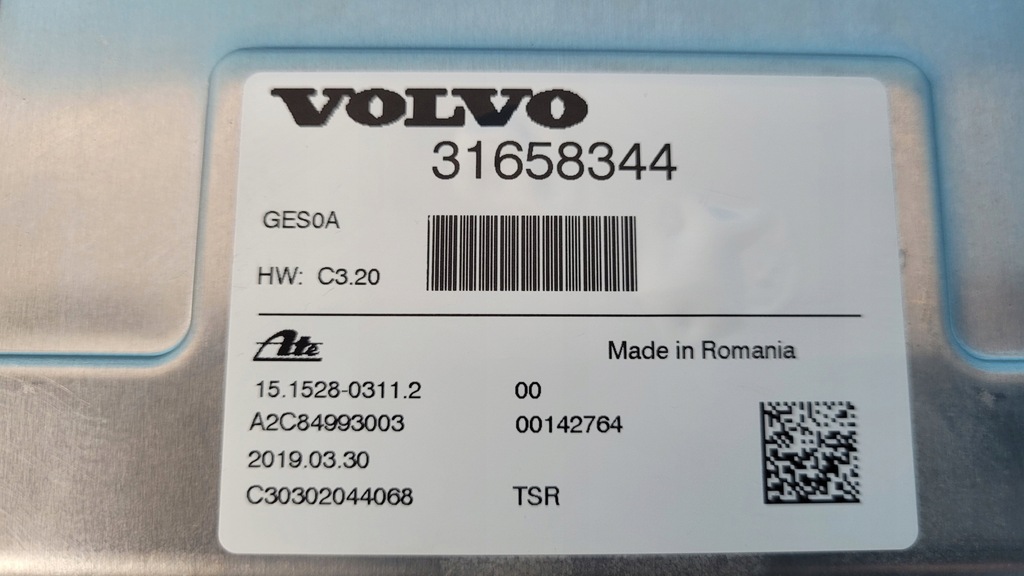 VOLVO
31658344
GES0A
HW: C3.20
Ate
Made in Romania
15.1528-0311.2 00
A2C84993003 00142764
2019.03.30
C30302044068 TSR